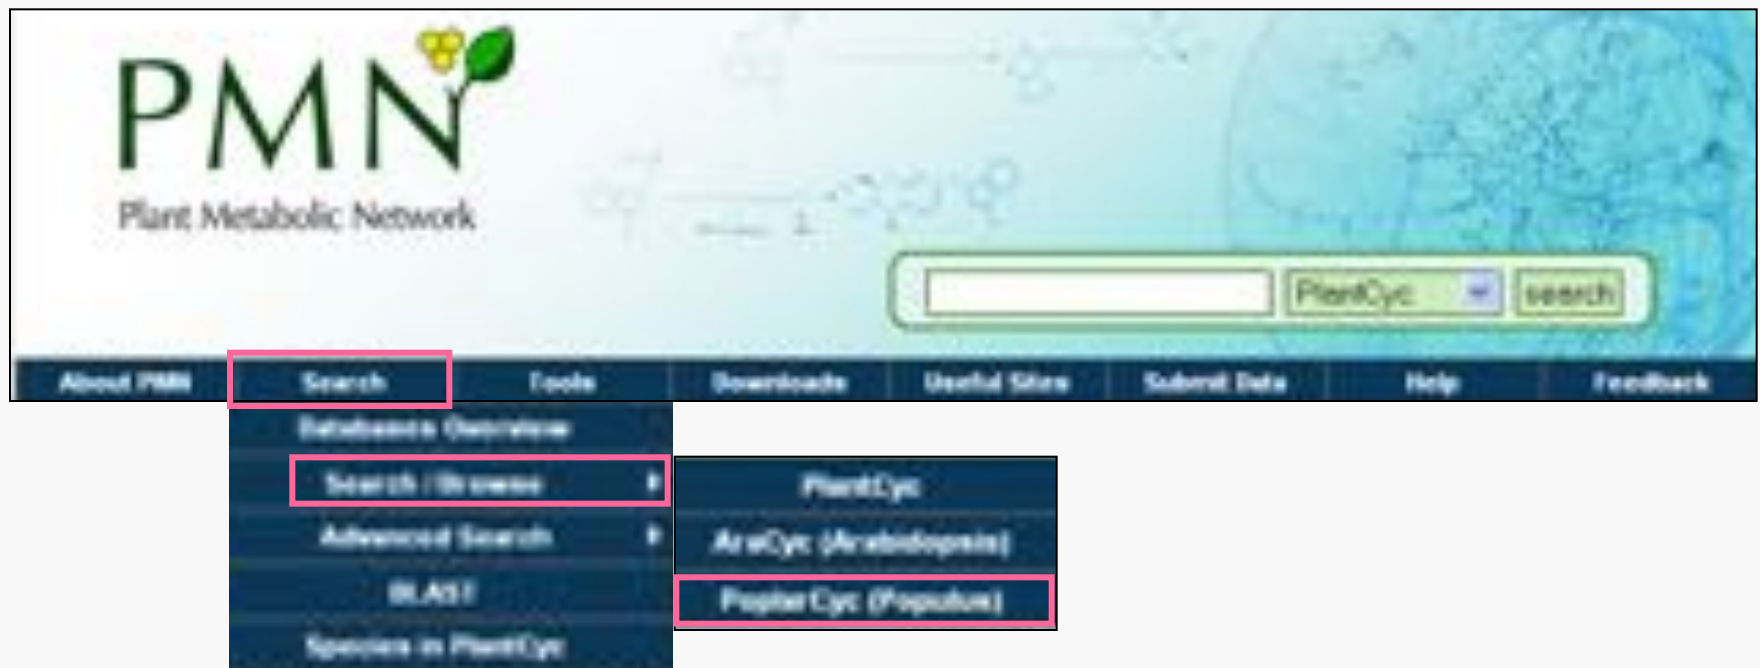 PMN
Plant Metabolic Network
PlantCyc search
About PMN Search Tools Downloads Useful Sites Submit Data Help Feedback
Databases Overview
Search / Browse
PlantCyc
Advanced Search
AraCyc (Arabidopsis)
BLAST
PoplarCyc (Populus)
Species in PlantCyc